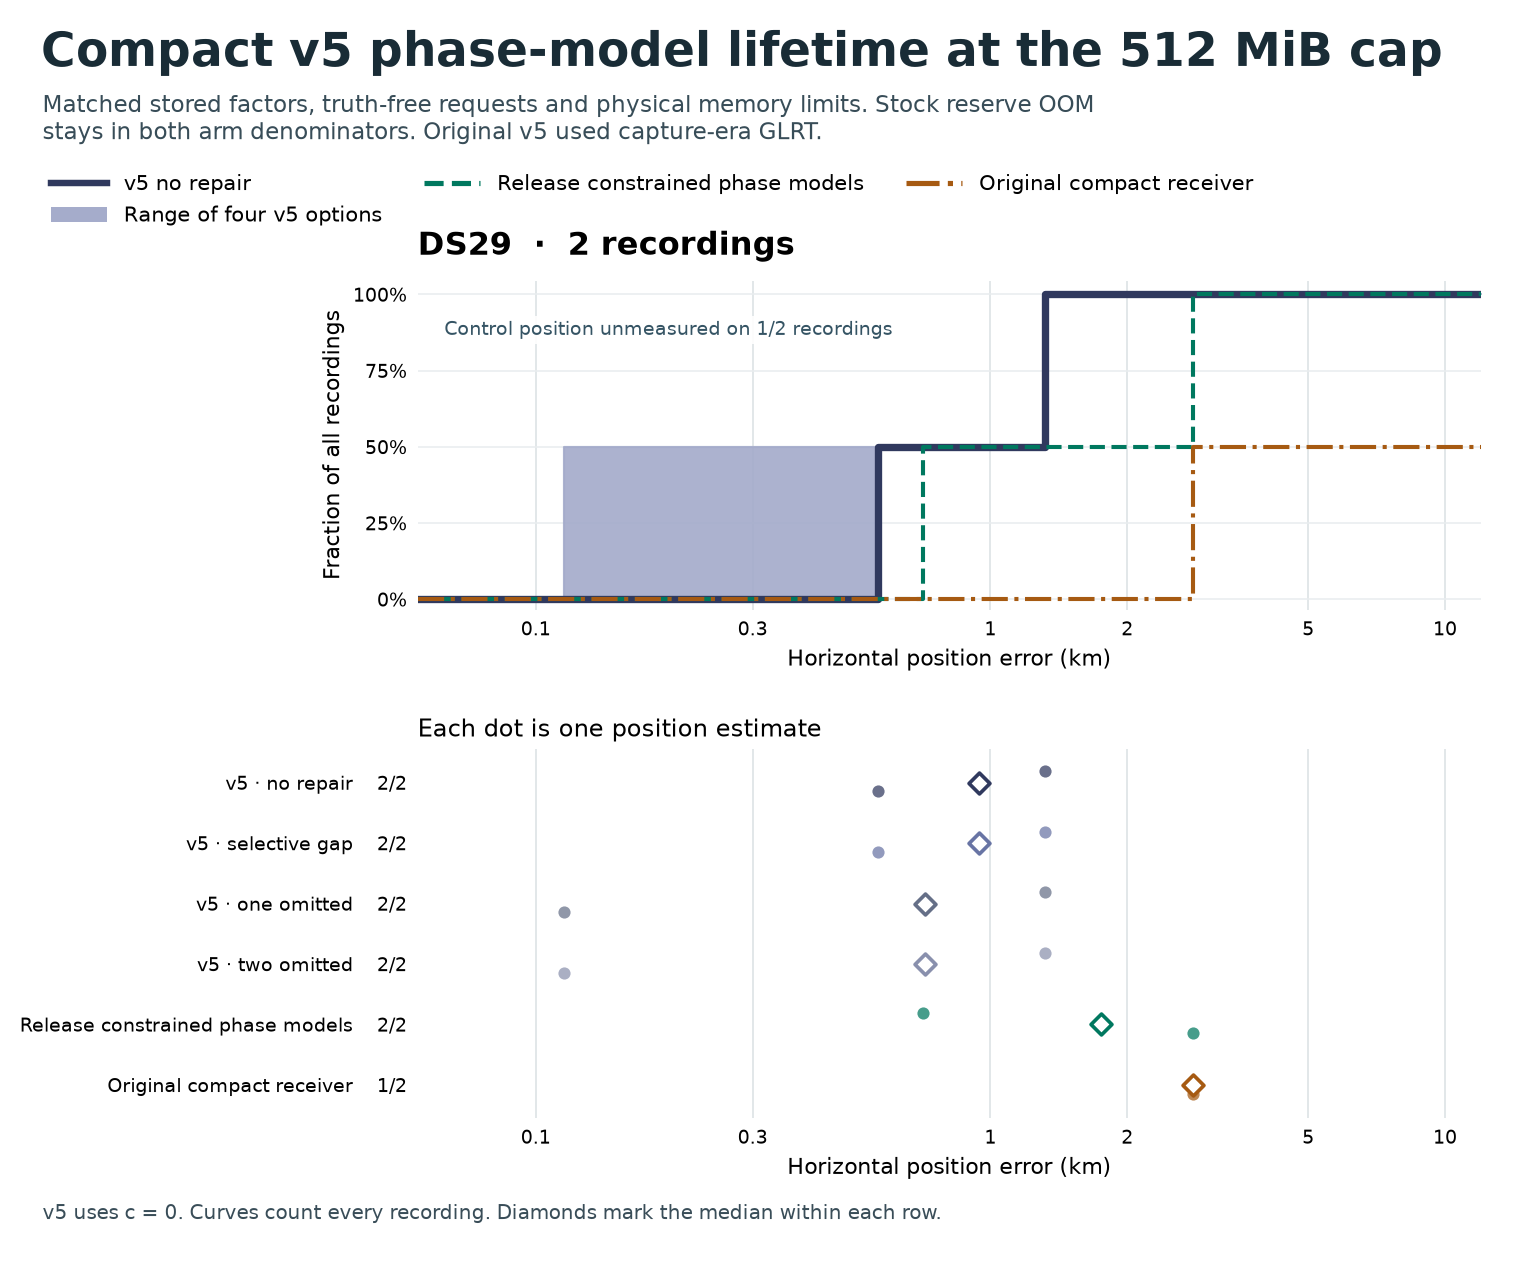 Compact v5 phase-model lifetime at the 512 MiB cap
Matched stored factors, truth-free requests and physical memory limits. Stock reserve OOM
stays in both arm denominators. Original v5 used capture-era GLRT.
v5 no repair
Release constrained phase models
Original compact receiver
Range of four v5 options
DS29 · 2 recordings
100%
Control position unmeasured on 1/2 recordings
75%
50%
25%
0%
Fraction of all recordings
0.1 0.3 1 2 5 10
Horizontal position error (km)
Each dot is one position estimate
v5 · no repair 2/2
v5 · selective gap 2/2
v5 · one omitted 2/2
v5 · two omitted 2/2
Release constrained phase models 2/2
Original compact receiver 1/2
0.1 0.3 1 2 5 10
Horizontal position error (km)
v5 uses c = 0. Curves count every recording. Diamonds mark the median within each row.